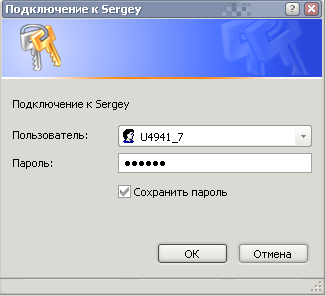 Подключение к Sergey
Подключение к Sergey
Пользователь: U4941_7
Пароль: ●●●●●●
Сохранить пароль
OK Отмена